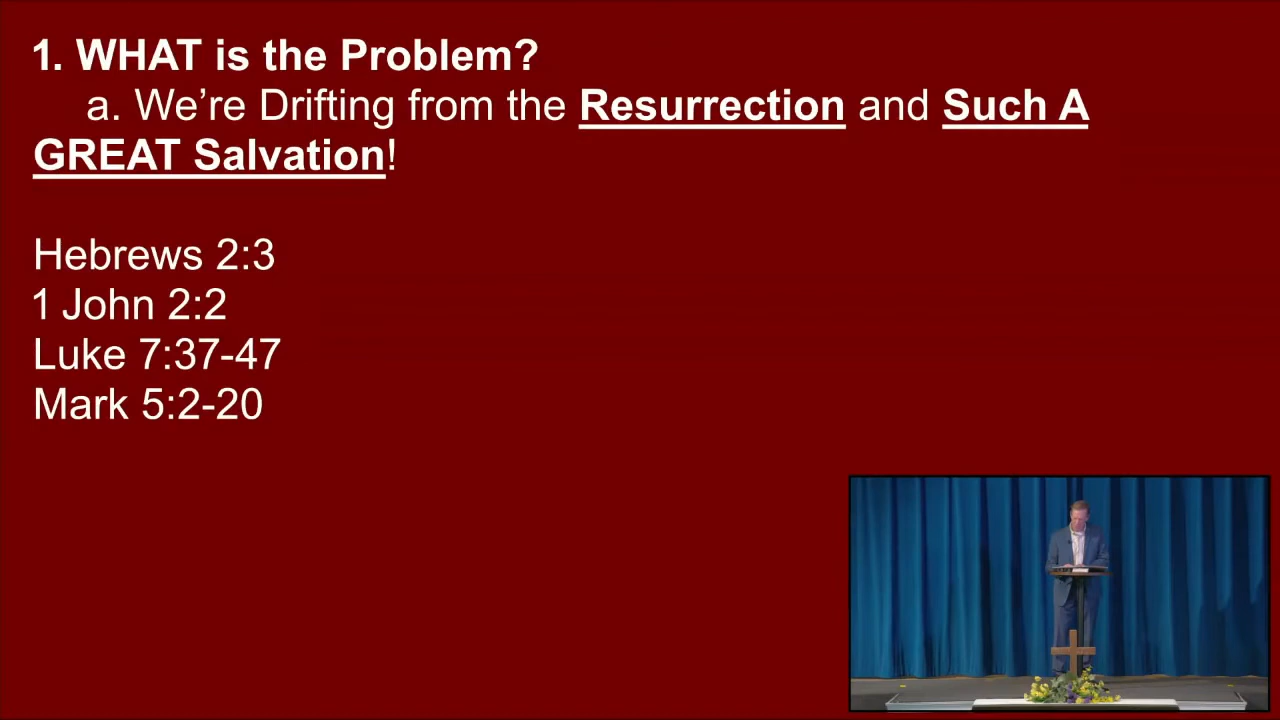 1. WHAT is the Problem?
a. We’re Drifting from the Resurrection and Such A
GREAT Salvation!
Hebrews 2:3
1 John 2:2
Luke 7:37-47
Mark 5:2-20